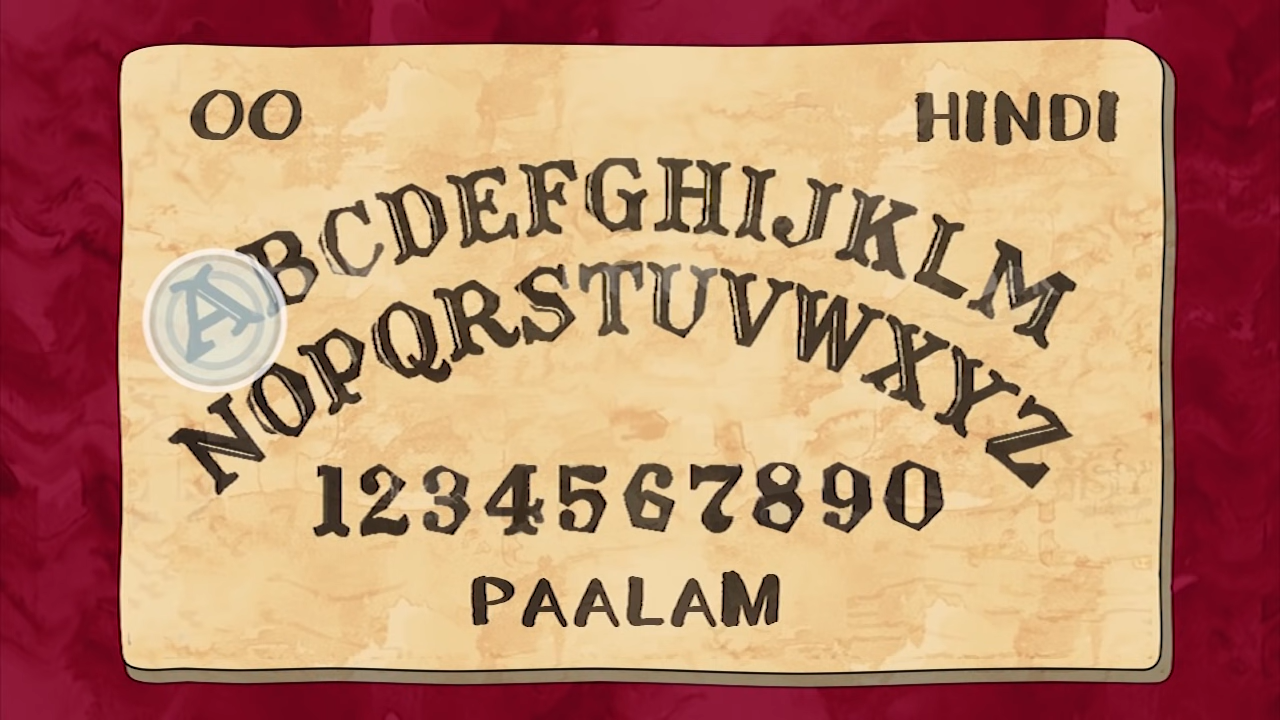 OO HINDI
ABCDEFGHIJKLM
NOPQRSTUVWXYZ
1234567890
PAALAM